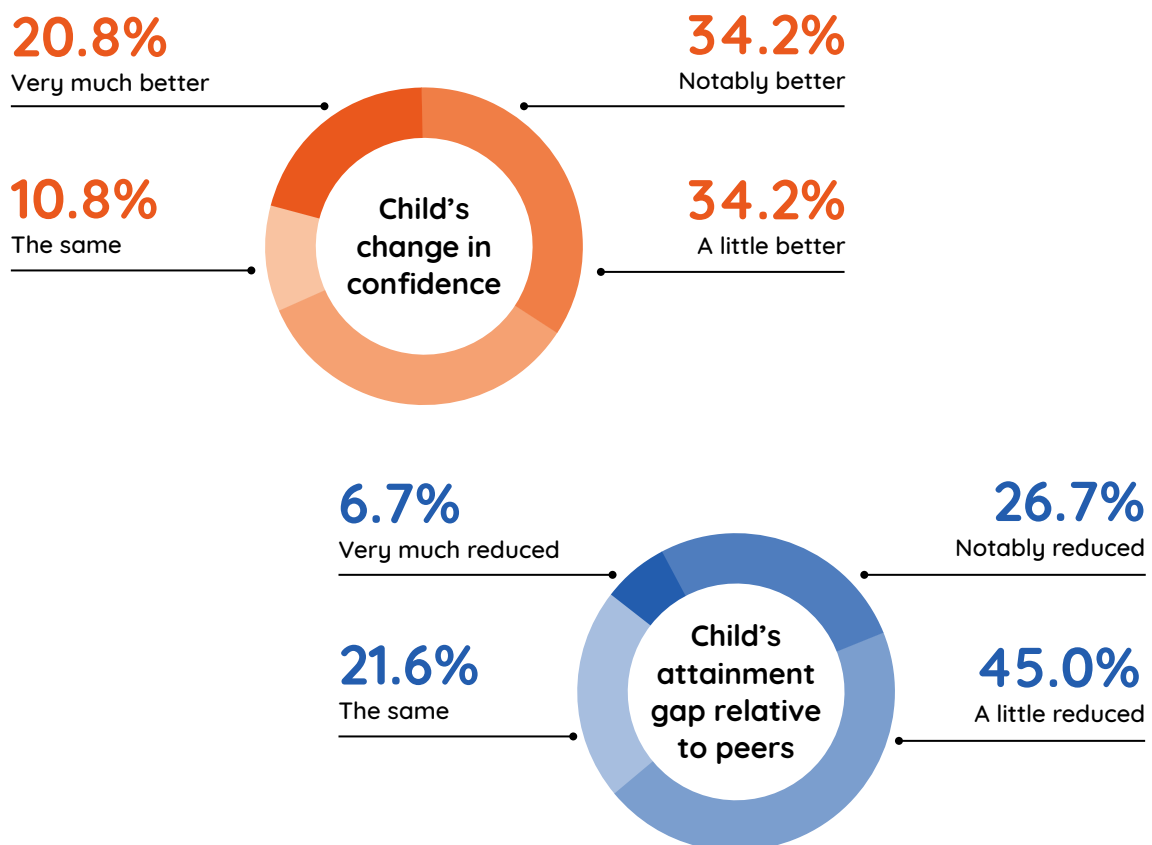 20.8%
Very much better
34.2%
Notably better
10.8%
The same
34.2%
A little better
Child’s
change in
confidence
6.7%
Very much reduced
26.7%
Notably reduced
21.6%
The same
45.0%
A little reduced
Child’s
attainment
gap relative
to peers